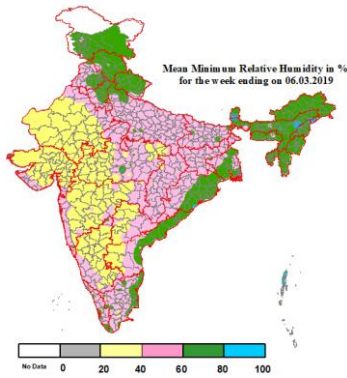 Mean Minimum Relative Humidity in %
for the week ending on 06.03.2019
No Data 0 20 40 60 80 100